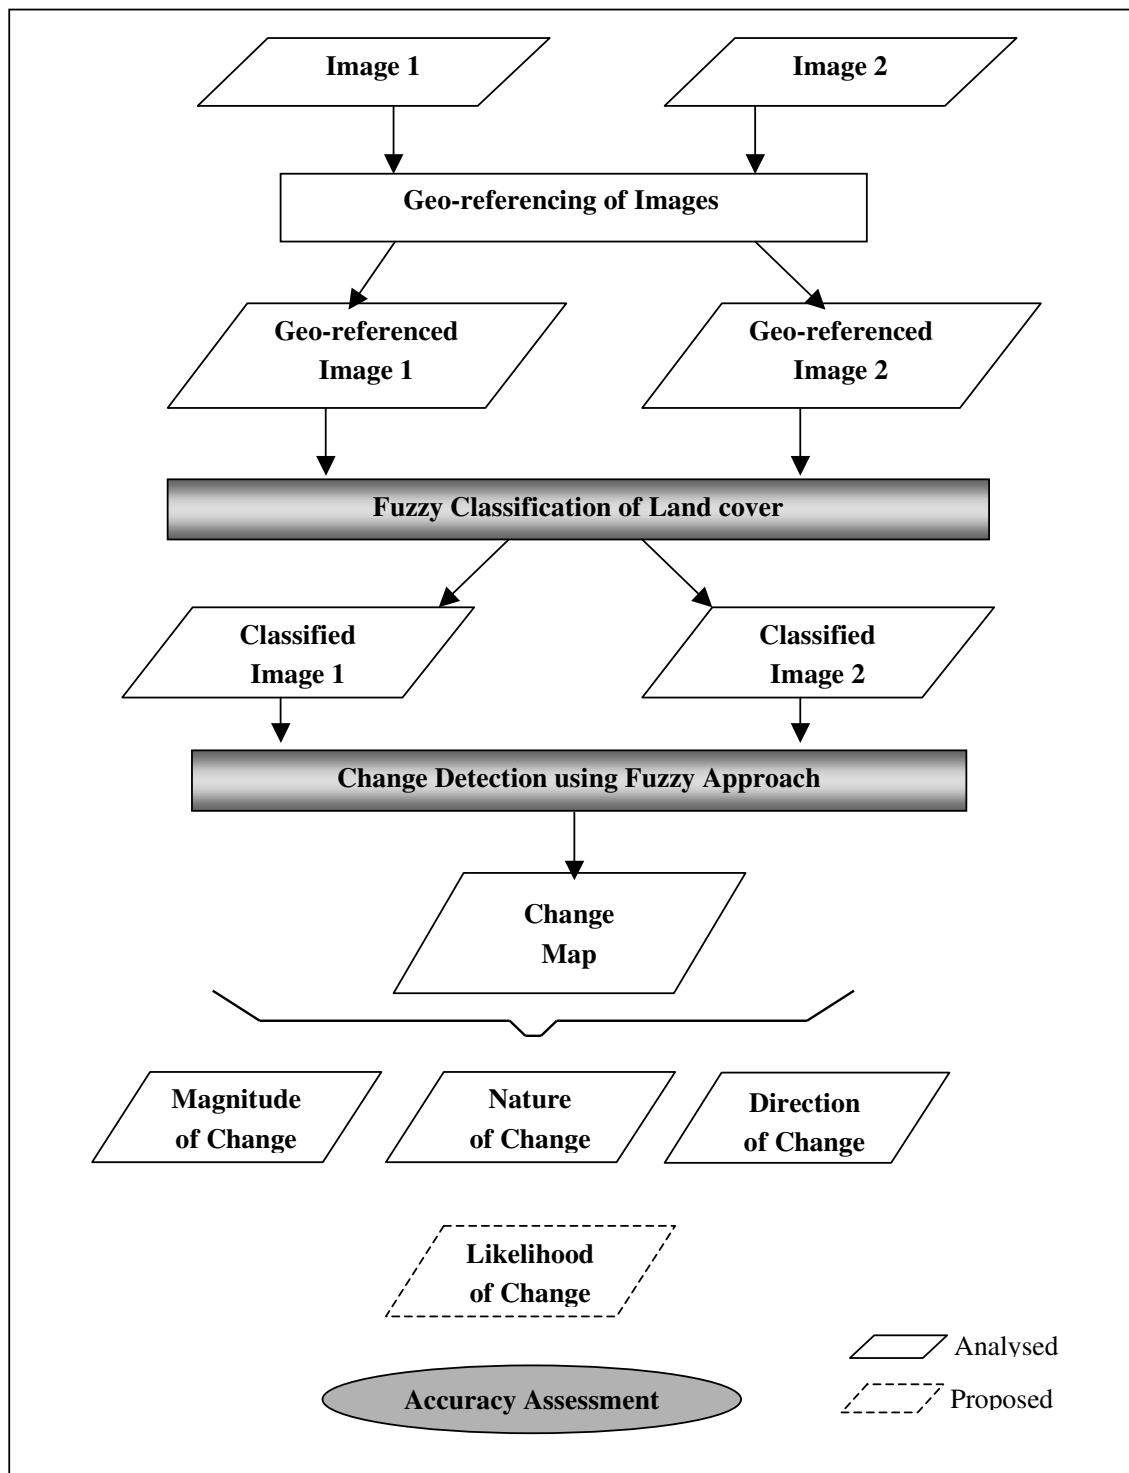 Image 1
Image 2
Geo-referencing of Images
Geo-referenced
Image 1
Geo-referenced
Image 2
Fuzzy Classification of Land cover
Classified
Image 1
Classified
Image 2
Change Detection using Fuzzy Approach
Change
Map
Magnitude
of Change
Nature
of Change
Direction
of Change
Likelihood
of Change
Analysed
Proposed
Accuracy Assessment